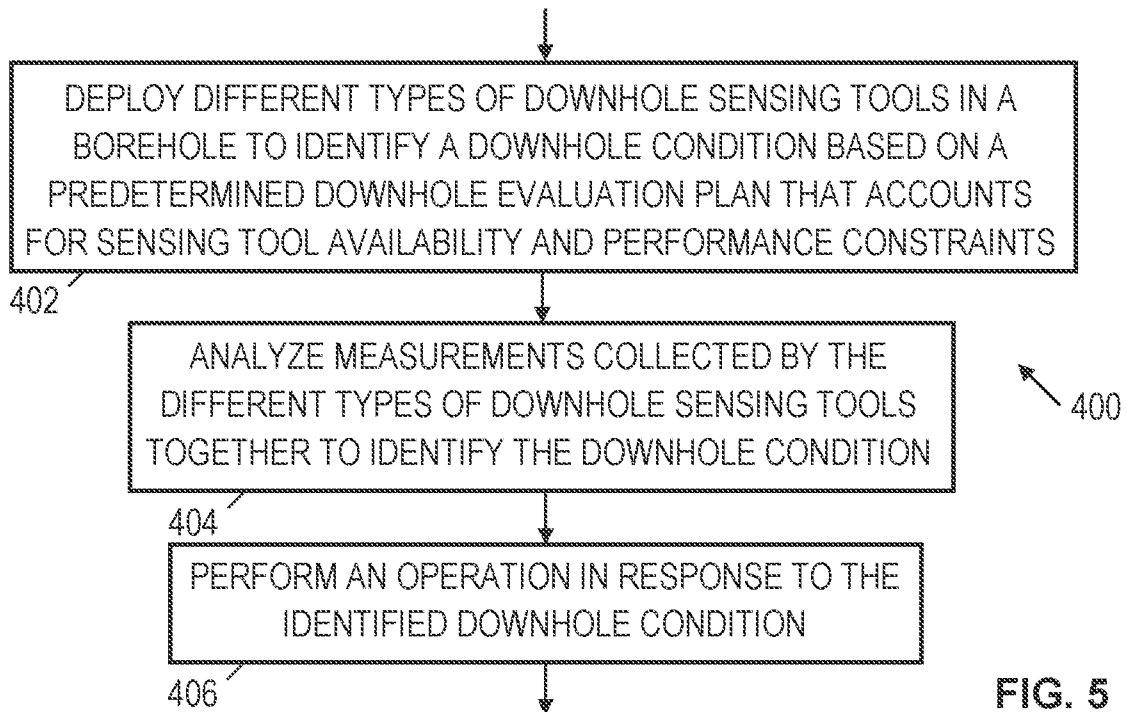 DEPLOY DIFFERENT TYPES OF DOWNHOLE SENSING TOOLS IN A
BOREHOLE TO IDENTIFY A DOWNHOLE CONDITION BASED ON A
PREDETERMINED DOWNHOLE EVALUATION PLAN THAT ACCOUNTS
FOR SENSING TOOL AVAILABILITY AND PERFORMANCE CONSTRAINTS
402
ANALYZE MEASUREMENTS COLLECTED BY THE
DIFFERENT TYPES OF DOWNHOLE SENSING TOOLS
TOGETHER TO IDENTIFY THE DOWNHOLE CONDITION
400
404
PERFORM AN OPERATION IN RESPONSE TO THE
IDENTIFIED DOWNHOLE CONDITION
406
FIG. 5